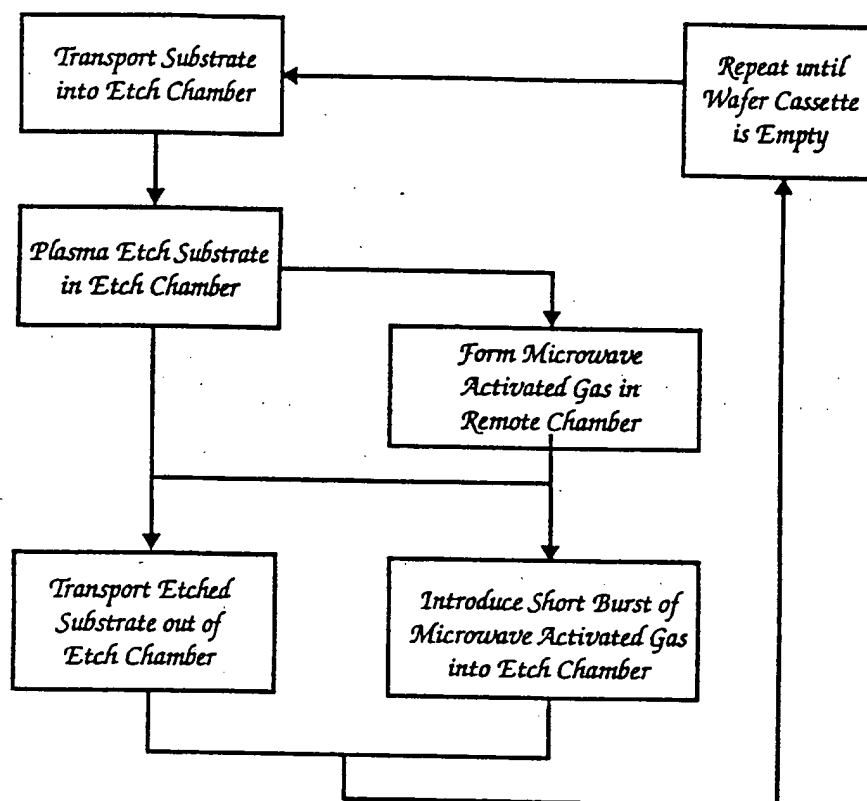 Transport Substrate
into Etch Chamber
Repeat until
Wafer Cassette
is Empty
Plasma Etch Substrate
in Etch Chamber
Form Microwave
Activated Gas in
Remote Chamber
Transport Etched
Substrate out of
Etch Chamber
Introduce Short Burst of
Microwave Activated Gas
into Etch Chamber